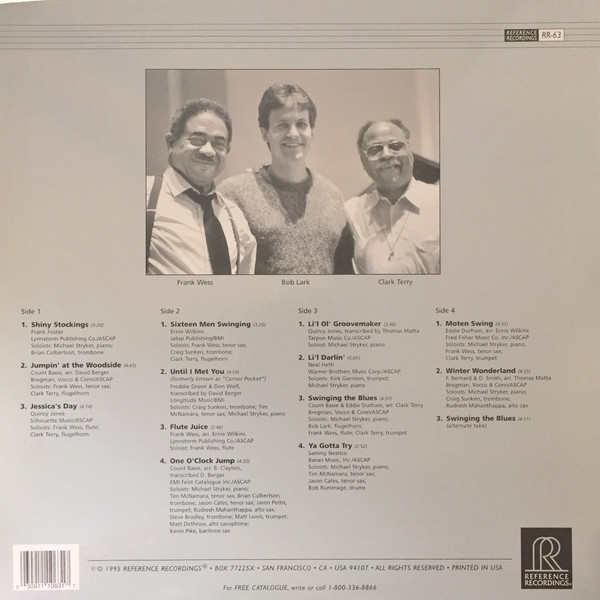 REFERENCE
RECORDINGS
RR-63
Frank Wess
Bob Lark
Clark Terry
Side 1
1. Shiny Stockings (5:20)
Frank Foster
Lynnstorm Publishing Co./ASCAP
Soloists: Michael Stryker, piano;
Brian Culbertson, trombone
2. Jumpin' at the Woodside (4:45)
Count Basie, arr. David Berger
Bregman, Vocco & Conn/ASCAP
Soloists: Frank Wess, tenor sax;
Clark Terry, flugelhorn
3. Jessica's Day (4:14)
Quincy Jones
Silhouette Music/ASCAP
Soloists: Frank Wess, flute;
Clark Terry, flugelhorn
Side 2
1. Sixteen Men Swinging (3:25)
Ernie Wilkins
Jatap Publishing/BMI
Soloists: Frank Wess, tenor sax;
Craig Sunken, trombone;
Clark Terry, flugelhorn
2. Until I Met You (4:54)
(formerly known as "Corner Pocket")
Freddie Green & Don Wolf
transcribed by David Berger
Longitude Music/BMI
Soloists: Craig Sunken, trombone; Tim
McNamara, tenor sax; Michael Stryker, piano
3. Flute Juice (2:46)
Frank Wess, arr. Ernie Wilkins
Lynnstorm Publishing Co./ASCAP
Soloist: Frank Wess, flute
4. One O'Clock Jump (4:35)
Count Basie, arr. B. Clayton,
transcribed D. Berger
EMI Feist Catalogue Inc./ASCAP
Soloists: Michael Stryker, piano;
Tim McNamara, tenor sax; Brian Culbertson,
trombone; Jason Cates, tenor sax; Jason Pettit,
trumpet; Rudresh Mahanthappa, alto sax;
Steve Bradley, trombone; Matt Lewis, trumpet;
Matt Dethrow, alto saxophone;
Kevin Pike, baritone sax
Side 3
1. Li'l Ol' Groovemaker (2:46)
Quincy Jones, transcribed by Thomas Matta
Tarpon Music Co./ASCAP
Soloist: Michael Stryker, piano
2. Li'l Darlin'
Neal Hefti
Warner Brothers Music Corp./ASCAP
Soloists: Kirk Garrison, trumpet;
Michael Stryker, piano
3. Swinging the Blues (4:57)
Count Basie & Eddie Durham, arr. Clark Terry
Bregman, Vocco & Conn/ASCAP
Soloists: Michael Stryker, piano;
Bob Lark, flugelhorn;
Frank Wess, flute; Clark Terry, trumpet
4. Ya Gotta Try (2:52)
Sammy Nestico
Banes Music, Inc./ASCAP
Soloists: Michael Stryker, piano;
Tim McNamara, tenor sax,
Jason Cates, tenor sax,
Bob Rummage, drums
Side 4
1. Moten Swing (4:35)
Eddie Durham, arr. Ernie Wilkins
Fred Fisher Music Co. Inc./ASCAP
Soloists: Michael Stryker, piano;
Frank Wess, tenor sax;
Clark Terry, trumpet
2. Winter Wonderland (4:35)
F. Bernard & D. Smith, arr. Thomas Matta
Bregman, Vocco & Conn/ASCAP
Soloists: Michael Stryker, piano;
Craig Sunken, trombone;
Rudresh Mahanthappa, alto sax
3. Swinging the Blues (4:11)
(alternate take)
℗ © 1995 REFERENCE RECORDINGS® • BOX 77225X • SAN FRANCISCO • CA • USA 94107 • ALL RIGHTS RESERVED • PRINTED IN USA
For FREE CATALOGUE, write or call 1-800-336-8866
RR
REFERENCE
RECORDINGS
0 30911 10631 1